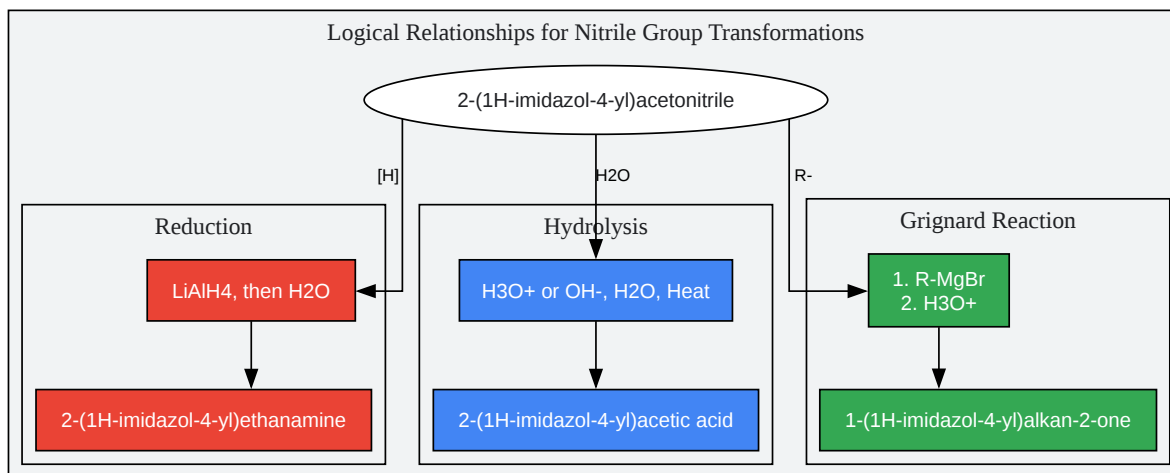 Logical Relationships for Nitrile Group Transformations
2-(1H-imidazol-4-yl)acetonitrile
[H]
H2O
R-
Reduction
Hydrolysis
Grignard Reaction
LiAlH4, then H2O
H3O+ or OH-, H2O, Heat
1. R-MgBr
2. H3O+
2-(1H-imidazol-4-yl)ethanamine
2-(1H-imidazol-4-yl)acetic acid
1-(1H-imidazol-4-yl)alkan-2-one